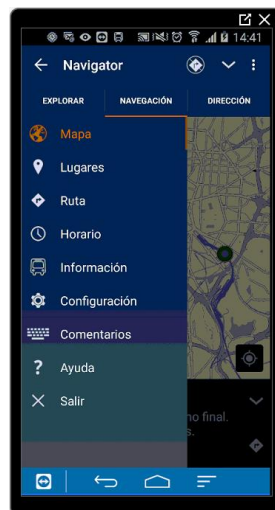 14:41
Navigator
EXPLORAR NAVEGACIÓN DIRECCIÓN
Mapa
Lugares
Ruta
Horario
Información
Configuración
Comentarios
Ayuda
Salir
no final.
s.